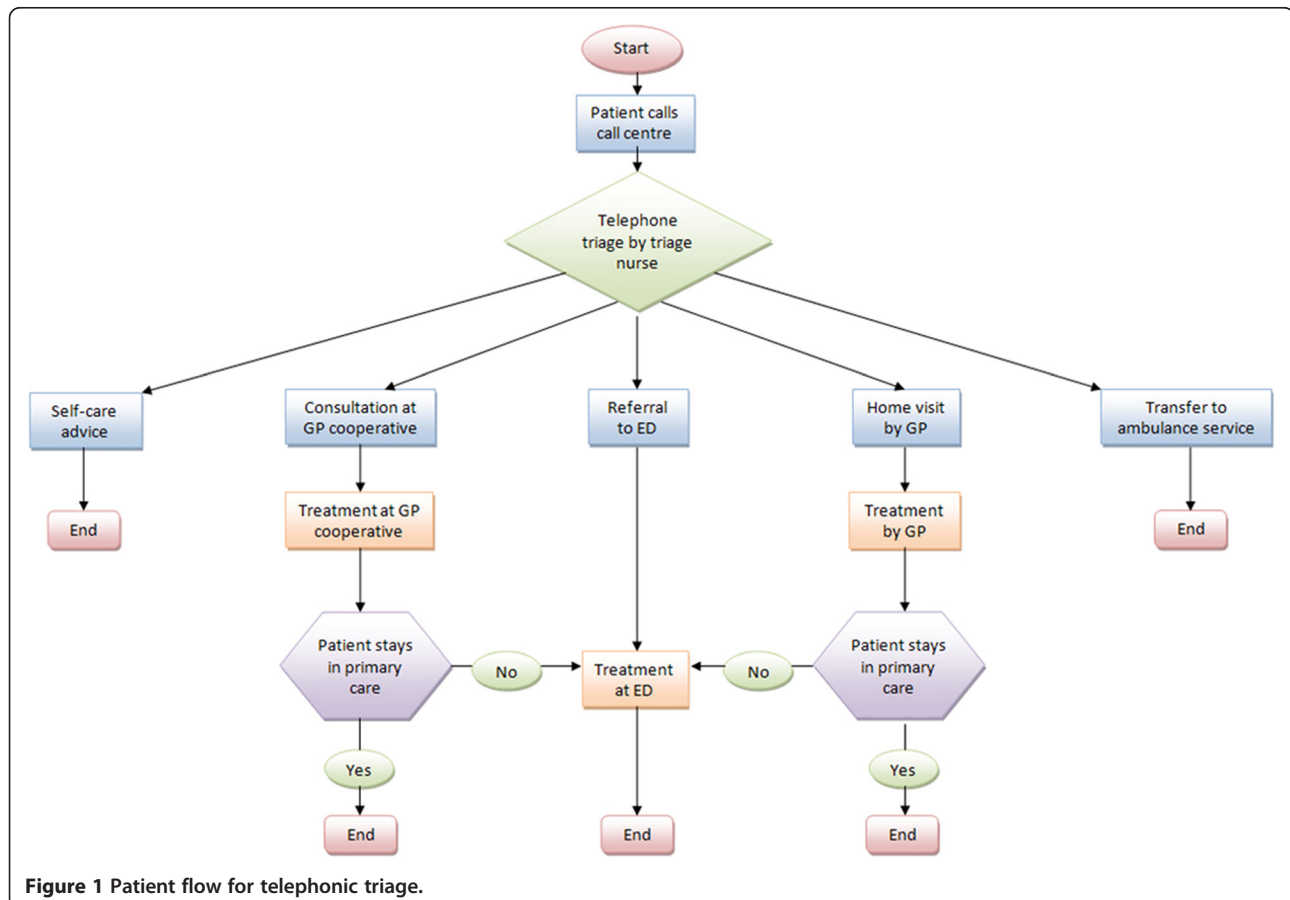 Start
Patient calls
call centre
Telephone
triage by triage
nurse
Self-care
advice
Consultation at
GP cooperative
Referral
to ED
Home visit
by GP
Transfer to
ambulance service
End
Treatment at GP
cooperative
Treatment
by GP
End
Patient stays
in primary
care
No
Treatment
at ED
No
Patient stays
in primary
care
Yes
Yes
End
End
End
Figure 1 Patient flow for telephonic triage.